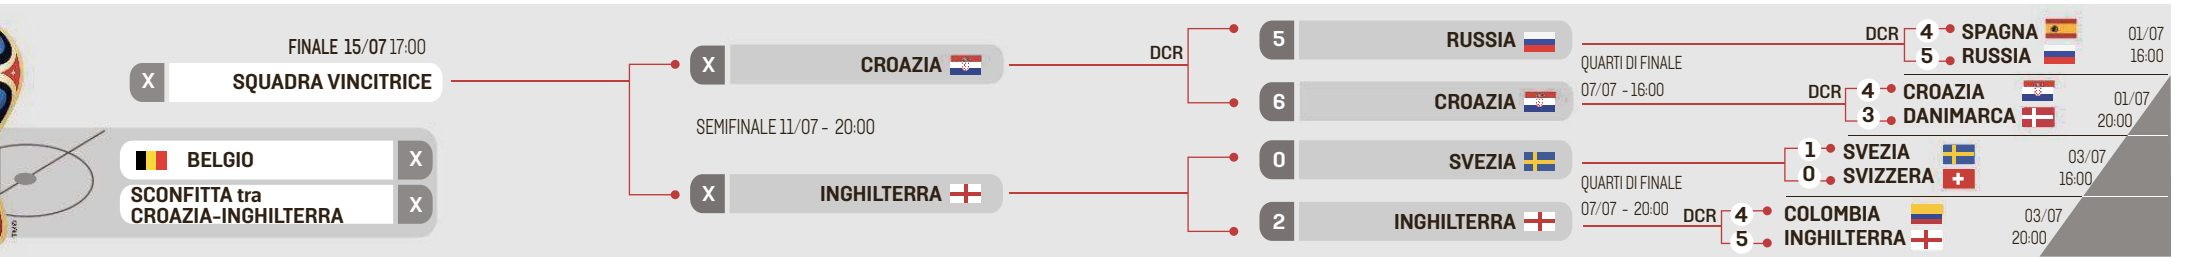 FINALE 15/07 17:00
X SQUADRA VINCITRICE
BELGIO X
SCONFITTA tra
CROAZIA-INGHILTERRA
X
X CROAZIA
SEMIFINALE 11/07 - 20:00
X INGHILTERRA
DCR
5 RUSSIA
6 CROAZIA
0 SVEZIA
2 INGHILTERRA
QUARTI DI FINALE
07/07 - 16:00
QUARTI DI FINALE
07/07 - 20:00
DCR
4 SPAGNA
5 RUSSIA
01/07
16:00
DCR
4 CROAZIA
3 DANIMARCA
01/07
20:00
1 SVEZIA
0 SVIZZERA
03/07
16:00
DCR
4 COLOMBIA
5 INGHILTERRA
03/07
20:00